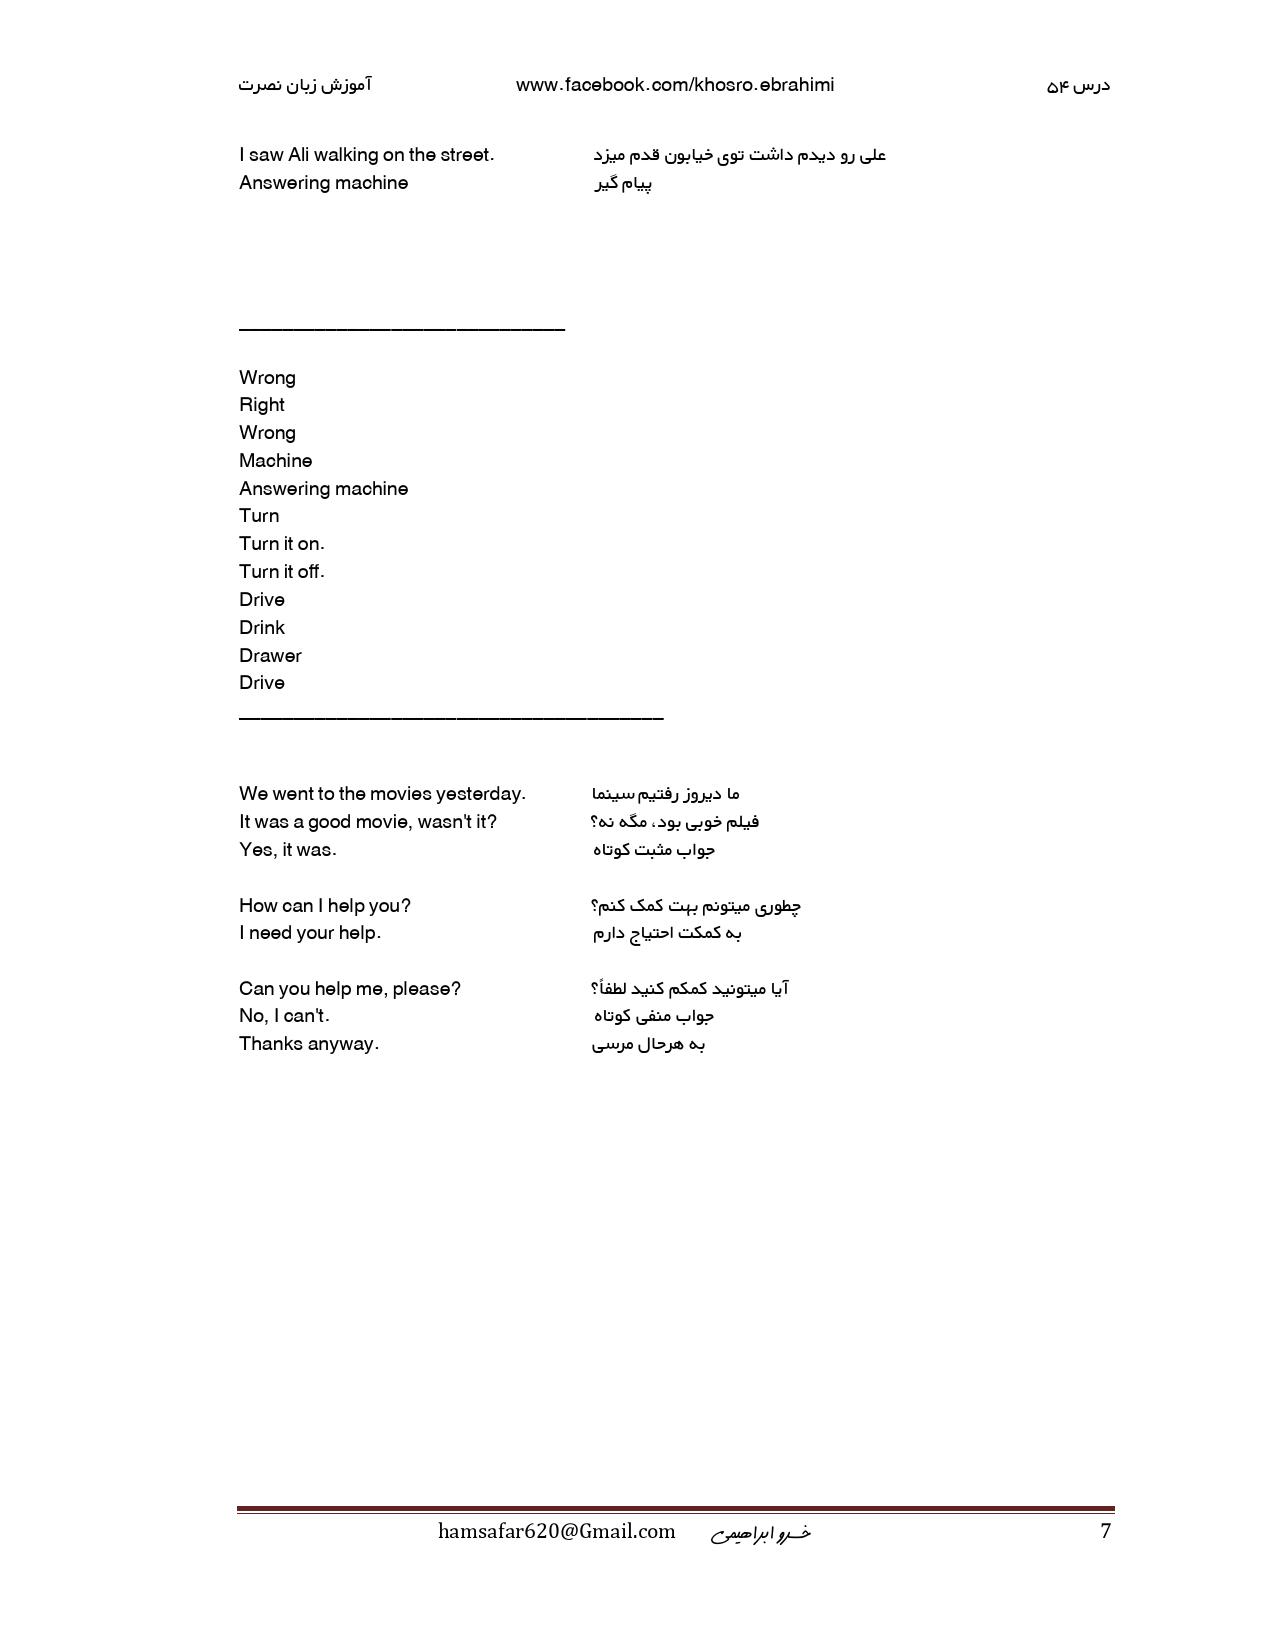 آموزش زبان نصرت www.facebook.com/khosro.ebrahimi درس ۵۴
I saw Ali walking on the street. علی رو دیدم داشت توی خیابون قدم میزد
Answering machine پیام گیر
Wrong
Right
Wrong
Machine
Answering machine
Turn
Turn it on.
Turn it off.
Drive
Drink
Drawer
Drive
We went to the movies yesterday. ما دیروز رفتیم سینما
It was a good movie, wasn't it? فیلم خوبی بود، مگه نه؟
Yes, it was. جواب مثبت کوتاه
How can I help you? چطوری میتونم بهت کمک کنم؟
I need your help. به کمکت احتیاج دارم
Can you help me, please? آیا میتونید کمکم کنید لطفاً؟
No, I can't. جواب منفی کوتاه
Thanks anyway. به هرحال مرسی
hamsafar620@Gmail.com خسرو ابراهیمی 7